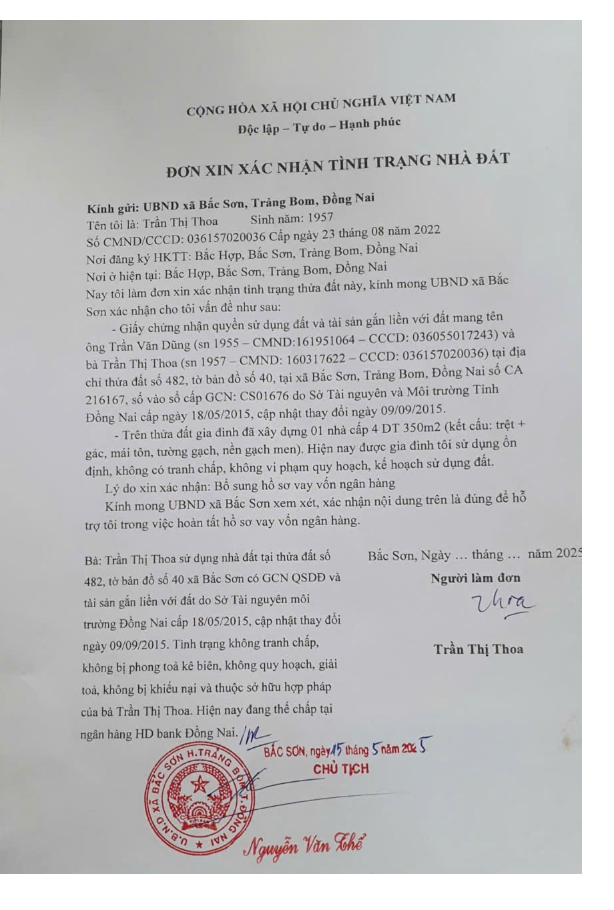 CỘNG HÒA XÃ HỘI CHỦ NGHĨA VIỆT NAM
Độc lập – Tự do – Hạnh phúc
ĐƠN XIN XÁC NHẬN TÌNH TRẠNG NHÀ ĐẤT
Kính gửi: UBND xã Bắc Sơn, Trảng Bom, Đồng Nai
Tên tôi là: Trần Thị Thoa Sinh năm: 1957
Số CMND/CCCD: 036157020036 Cấp ngày 23 tháng 08 năm 2022
Nơi đăng ký HKTT: Bắc Hợp, Bắc Sơn, Trảng Bom, Đồng Nai
Nơi ở hiện tại: Bắc Hợp, Bắc Sơn, Trảng Bom, Đồng Nai
Nay tôi làm đơn xin xác nhận tình trạng thửa đất này, kính mong UBND xã Bắc
Sơn xác nhận cho tôi vấn đề như sau:
- Giấy chứng nhận quyền sử dụng đất và tài sản gắn liền với đất mang tên
ông Trần Văn Dũng (sn 1955 – CMND:161951064 – CCCD: 036055017243) và
bà Trần Thị Thoa (sn 1957 – CMND: 160317622 – CCCD: 036157020036) tại địa
chỉ thửa đất số 482, tờ bản đồ số 40, tại xã Bắc Sơn, Trảng Bom, Đồng Nai số CA
216167, số vào sổ cấp GCN: CS01676 do Sở Tài nguyên và Môi trường Tỉnh
Đồng Nai cấp ngày 18/05/2015, cập nhật thay đổi ngày 09/09/2015.
- Trên thửa đất gia đình đã xây dựng 01 nhà cấp 4 DT 350m2 (kết cấu: trệt +
gác, mái tôn, tường gạch, nền gạch men). Hiện nay được gia đình tôi sử dụng ổn
định, không có tranh chấp, không vi phạm quy hoạch, kế hoạch sử dụng đất.
Lý do xin xác nhận: Bổ sung hồ sơ vay vốn ngân hàng
Kính mong UBND xã Bắc Sơn xem xét, xác nhận nội dung trên là đúng để hỗ
trợ tôi trong việc hoàn tất hồ sơ vay vốn ngân hàng.
Bà: Trần Thị Thoa sử dụng nhà đất tại thửa đất số
482, tờ bản đồ số 40 xã Bắc Sơn có GCN QSDĐ và
tài sản gắn liền với đất do Sở Tài nguyên môi
trường Đồng Nai cấp 18/05/2015, cập nhật thay đổi
ngày 09/09/2015. Tình trạng không tranh chấp,
không bị phong toả kê biên, không quy hoạch, giải
toả, không bị khiếu nại và thuộc sở hữu hợp pháp
của bà Trần Thị Thoa. Hiện nay đang thế chấp tại
ngân hàng HD bank Đồng Nai.
Bắc Sơn, Ngày … tháng … năm 2025
Người làm đơn
Thoa
Trần Thị Thoa
BẮC SƠN, ngày 15 tháng 5 năm 2025
CHỦ TỊCH
U.B.N.D XÃ BẮC SƠN H.TRẢNG BOM T.ĐỒNG NAI
Nguyễn Văn Thể